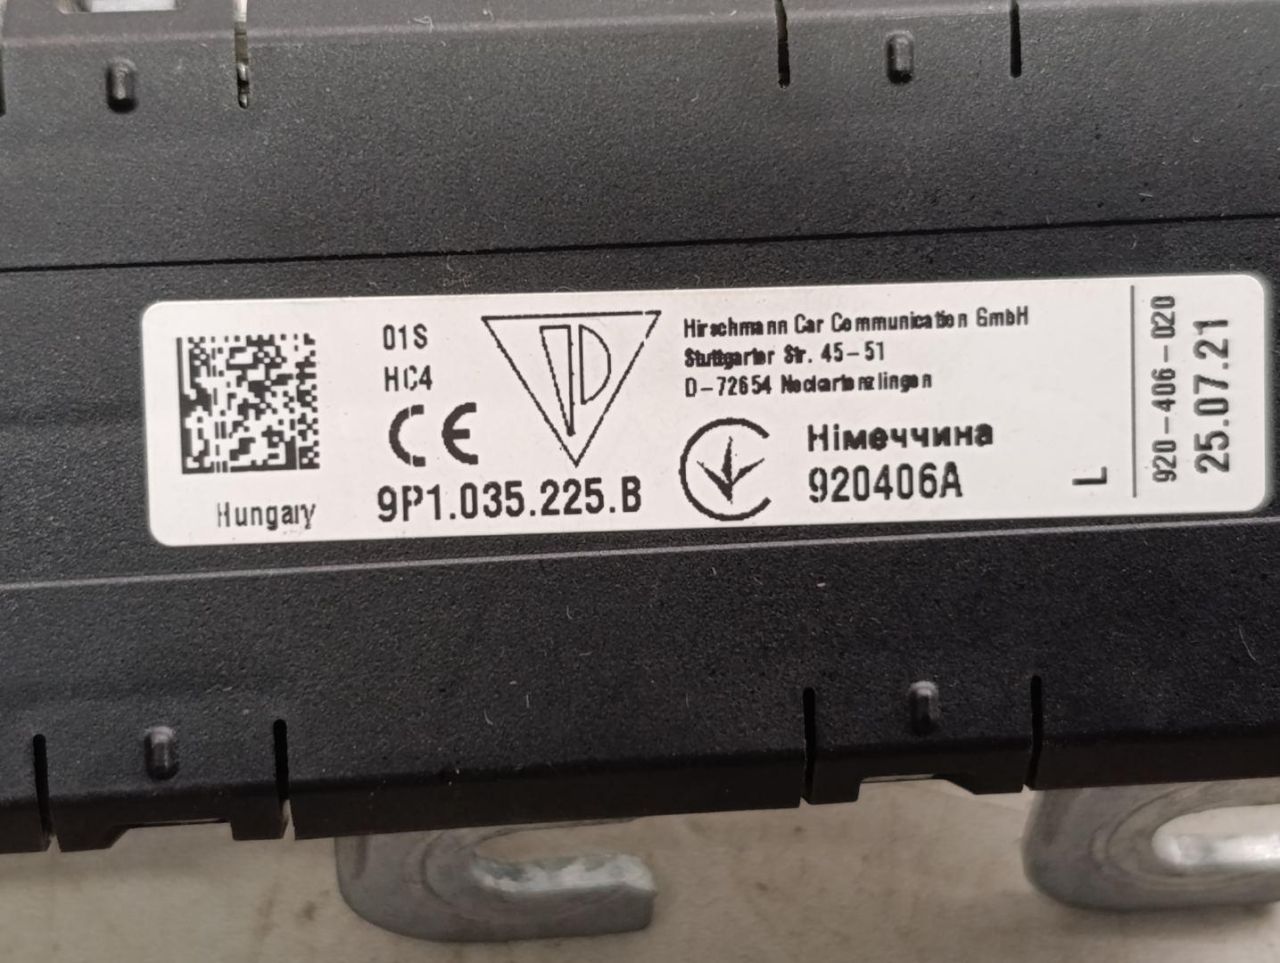 01S
HC4
CE
Hungary
9P1.035.225.B
PD
Hirschmann Car Communication GmbH
Stuttgarter Str. 45-51
D-72654 Neckartenzlingen
Німеччина
920406A
L
920-406-020
25.07.21